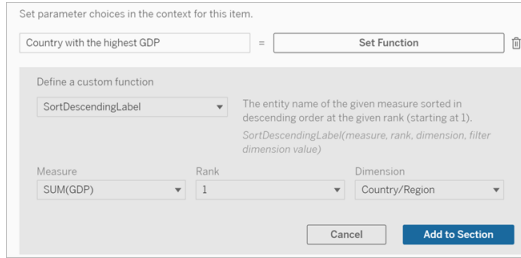 Set parameter choices in the context for this item.
Country with the highest GDP = Set Function
Define a custom function
SortDescendingLabel
The entity name of the given measure sorted in
descending order at the given rank (starting at 1).
SortDescendingLabel(measure, rank, dimension, filter
dimension value)
Measure Rank Dimension
SUM(GDP) 1 Country/Region
Cancel Add to Section